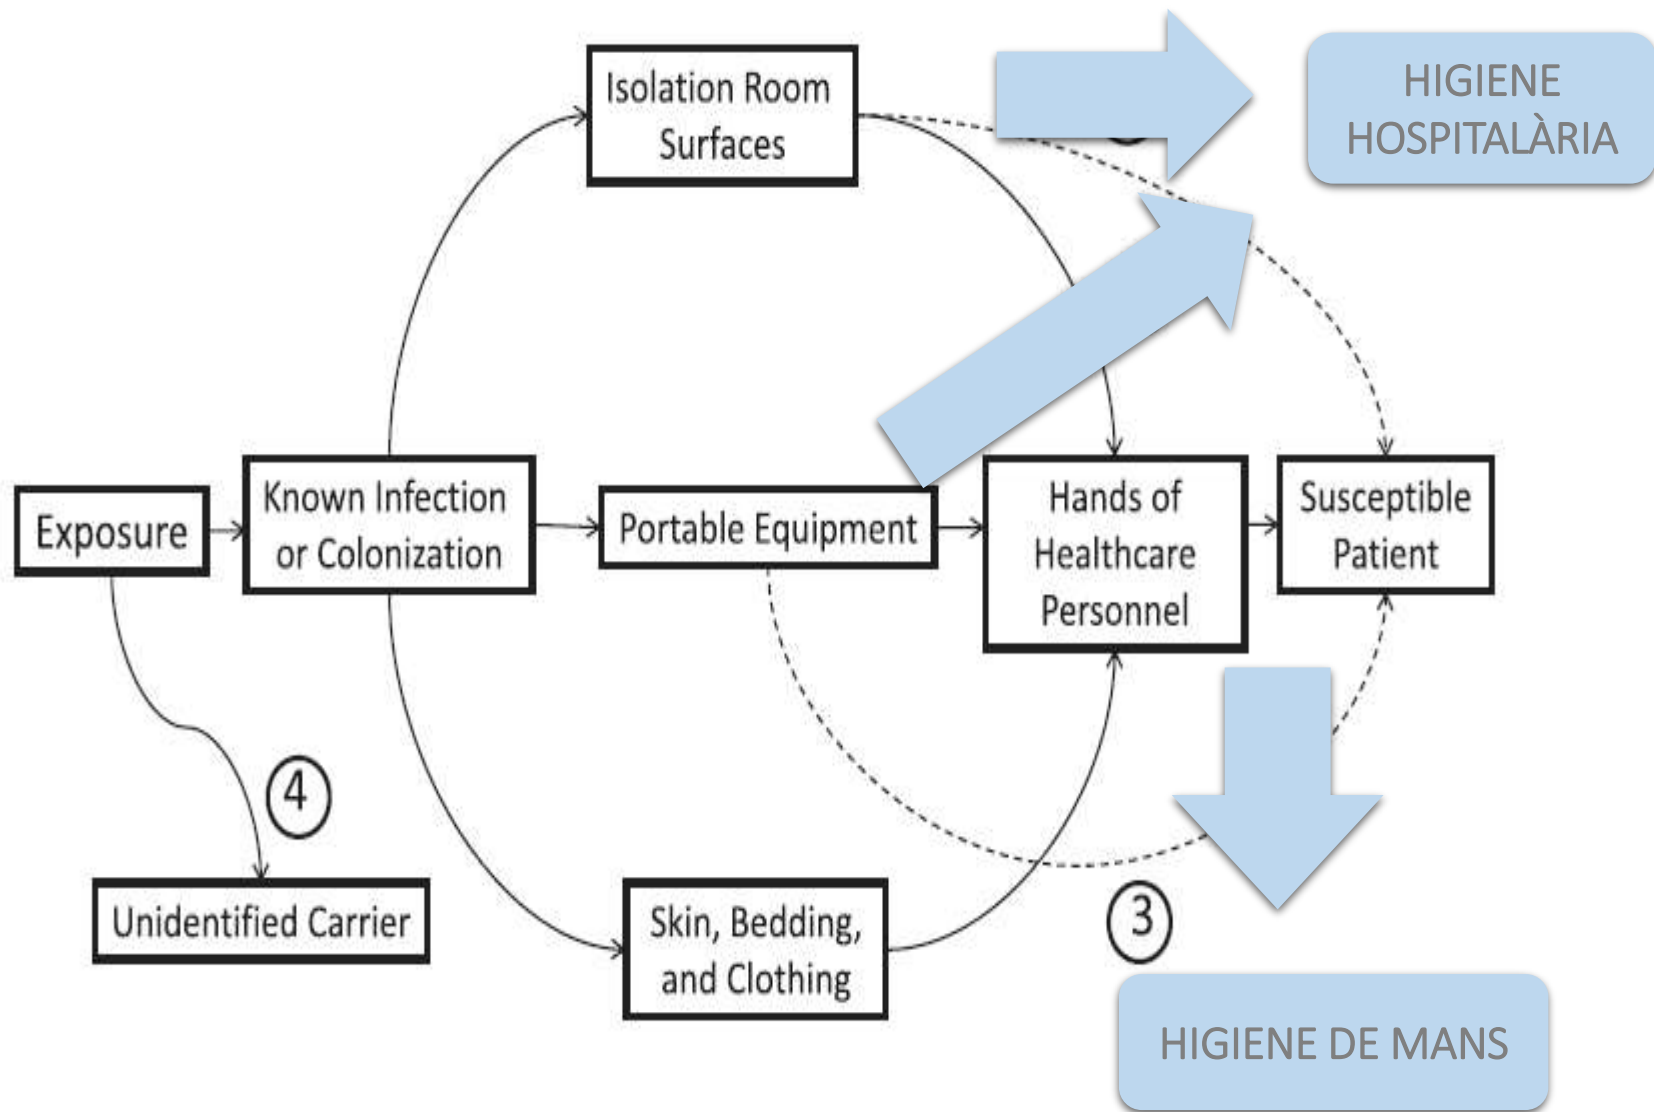 Isolation Room
Surfaces
HIGIENE
HOSPITALÀRIA
Exposure
Known Infection
or Colonization
Portable Equipment
Hands of
Healthcare
Personnel
Susceptible
Patient
4
Unidentified Carrier
Skin, Bedding,
and Clothing
3
HIGIENE DE MANS